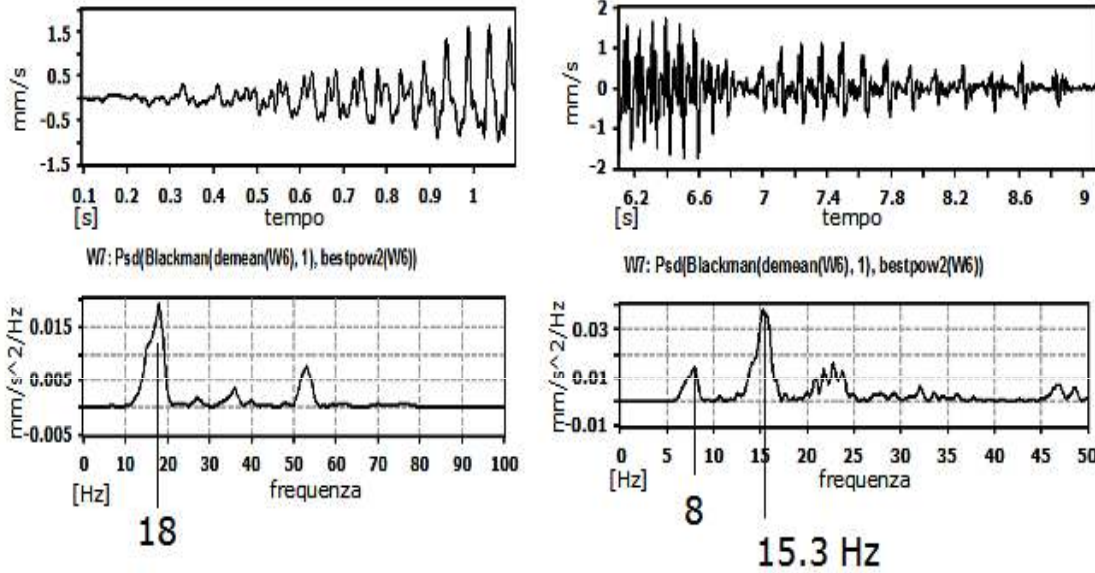 mm/s
1.5
0.5
-0.5
-1.5
0.1 0.2 0.3 0.4 0.5 0.6 0.7 0.8 0.9 1
[s]
tempo
mm/s
2
1
0
-1
-2
6.2 6.6 7 7.4 7.8 8.2 8.6 9
[s]
tempo
W7: Psd(Blackman(demean(W6), 1), bestpow2(W6))
mm/s^2/Hz
0.015
0.005
-0.005
0 10 20 30 40 50 60 70 80 90 100
[Hz]
frequenza
18
W7: Psd(Blackman(demean(W6), 1), bestpow2(W6))
mm/s^2/Hz
0.03
0.01
-0.01
0 5 10 15 20 25 30 35 40 45 50
[Hz]
frequenza
8
15.3 Hz